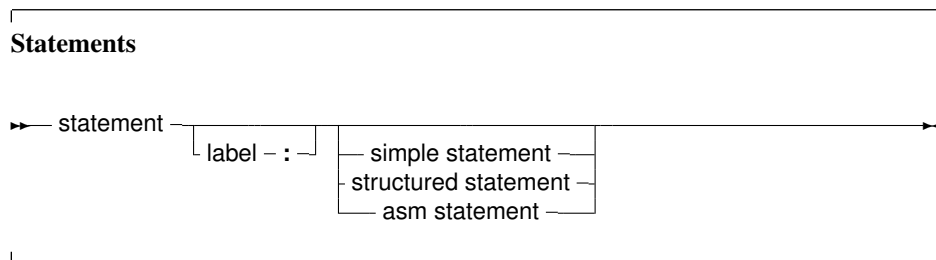 Statements
statement
label :
simple statement
structured statement
asm statement